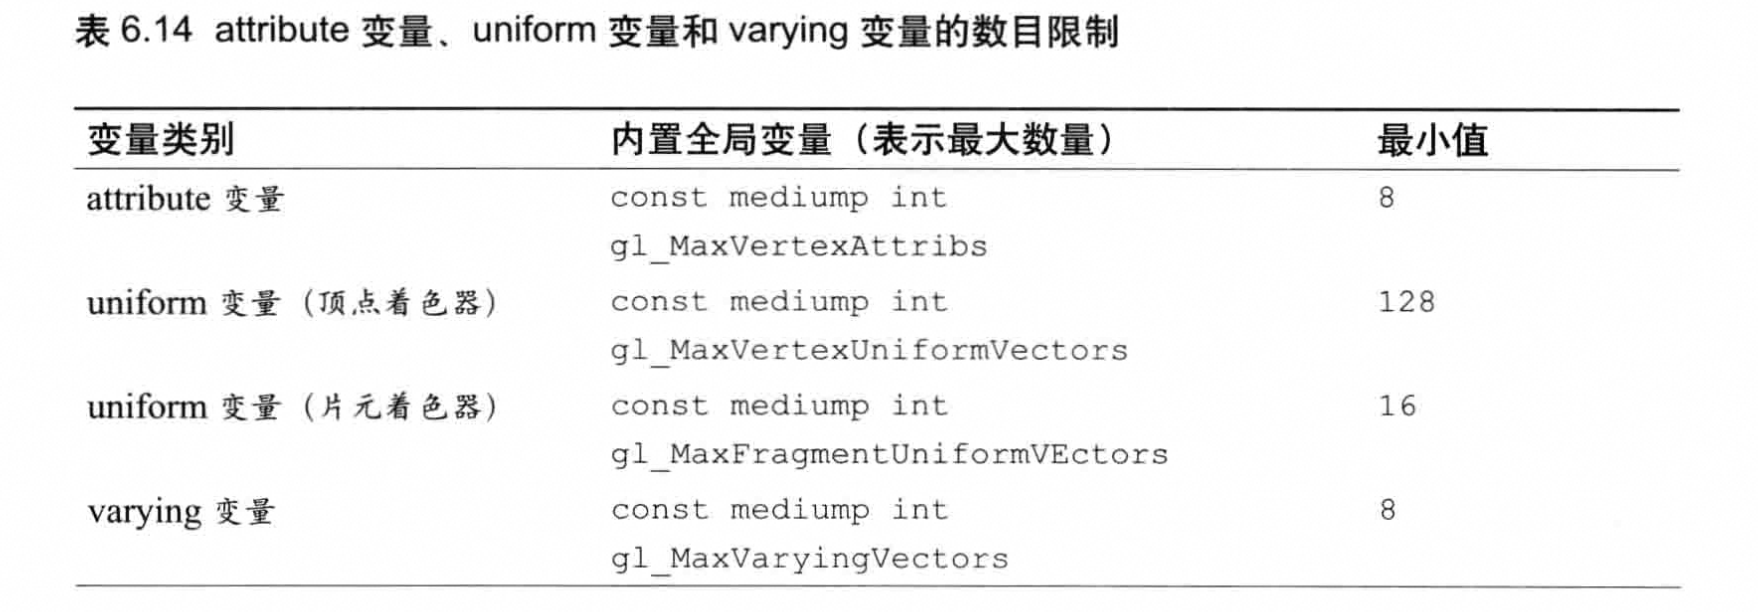 表 6.14 attribute 变量、uniform 变量和 varying 变量的数目限制
变量类别 内置全局变量（表示最大数量） 最小值
attribute 变量 const mediump int 8
gl_MaxVertexAttribs
uniform 变量（顶点着色器） const mediump int 128
gl_MaxVertexUniformVectors
uniform 变量（片元着色器） const mediump int 16
gl_MaxFragmentUniformVEctors
varying 变量 const mediump int 8
gl_MaxVaryingVectors